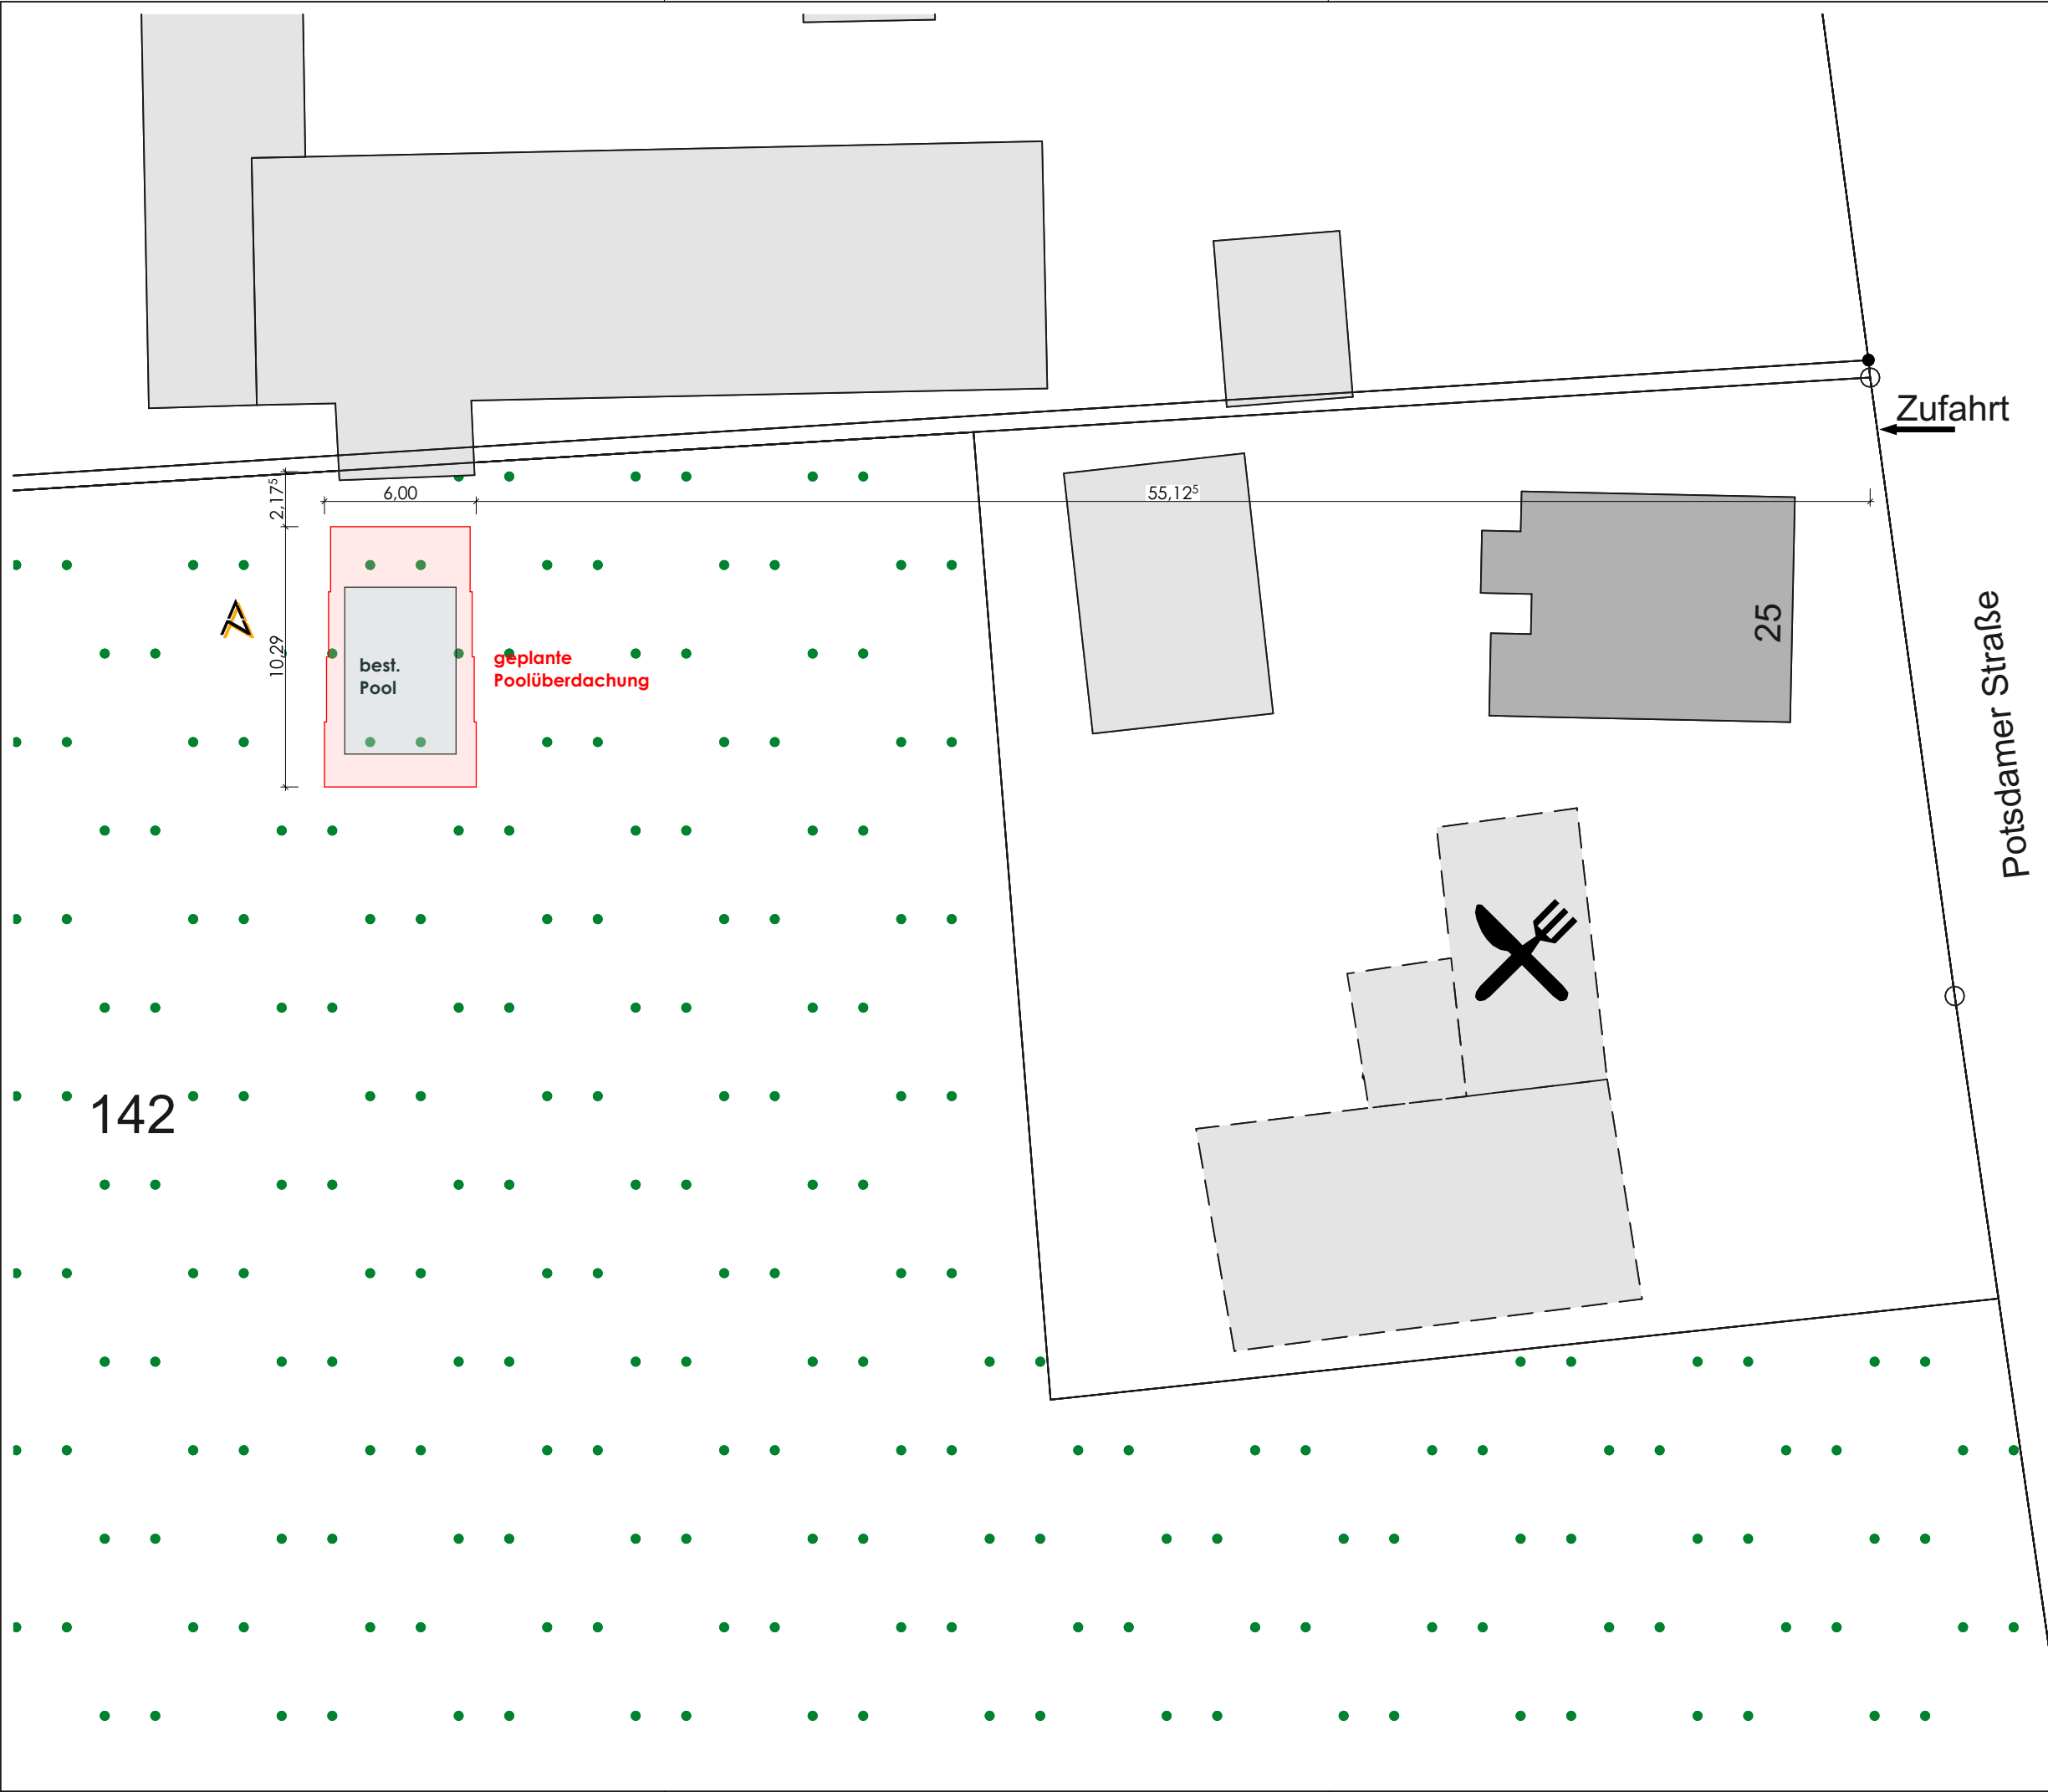 Zufahrt
2,17⁵
6,00
55,12⁵
10,29
best.
Pool
geplante
Poolüberdachung
25
Potsdamer Straße
142